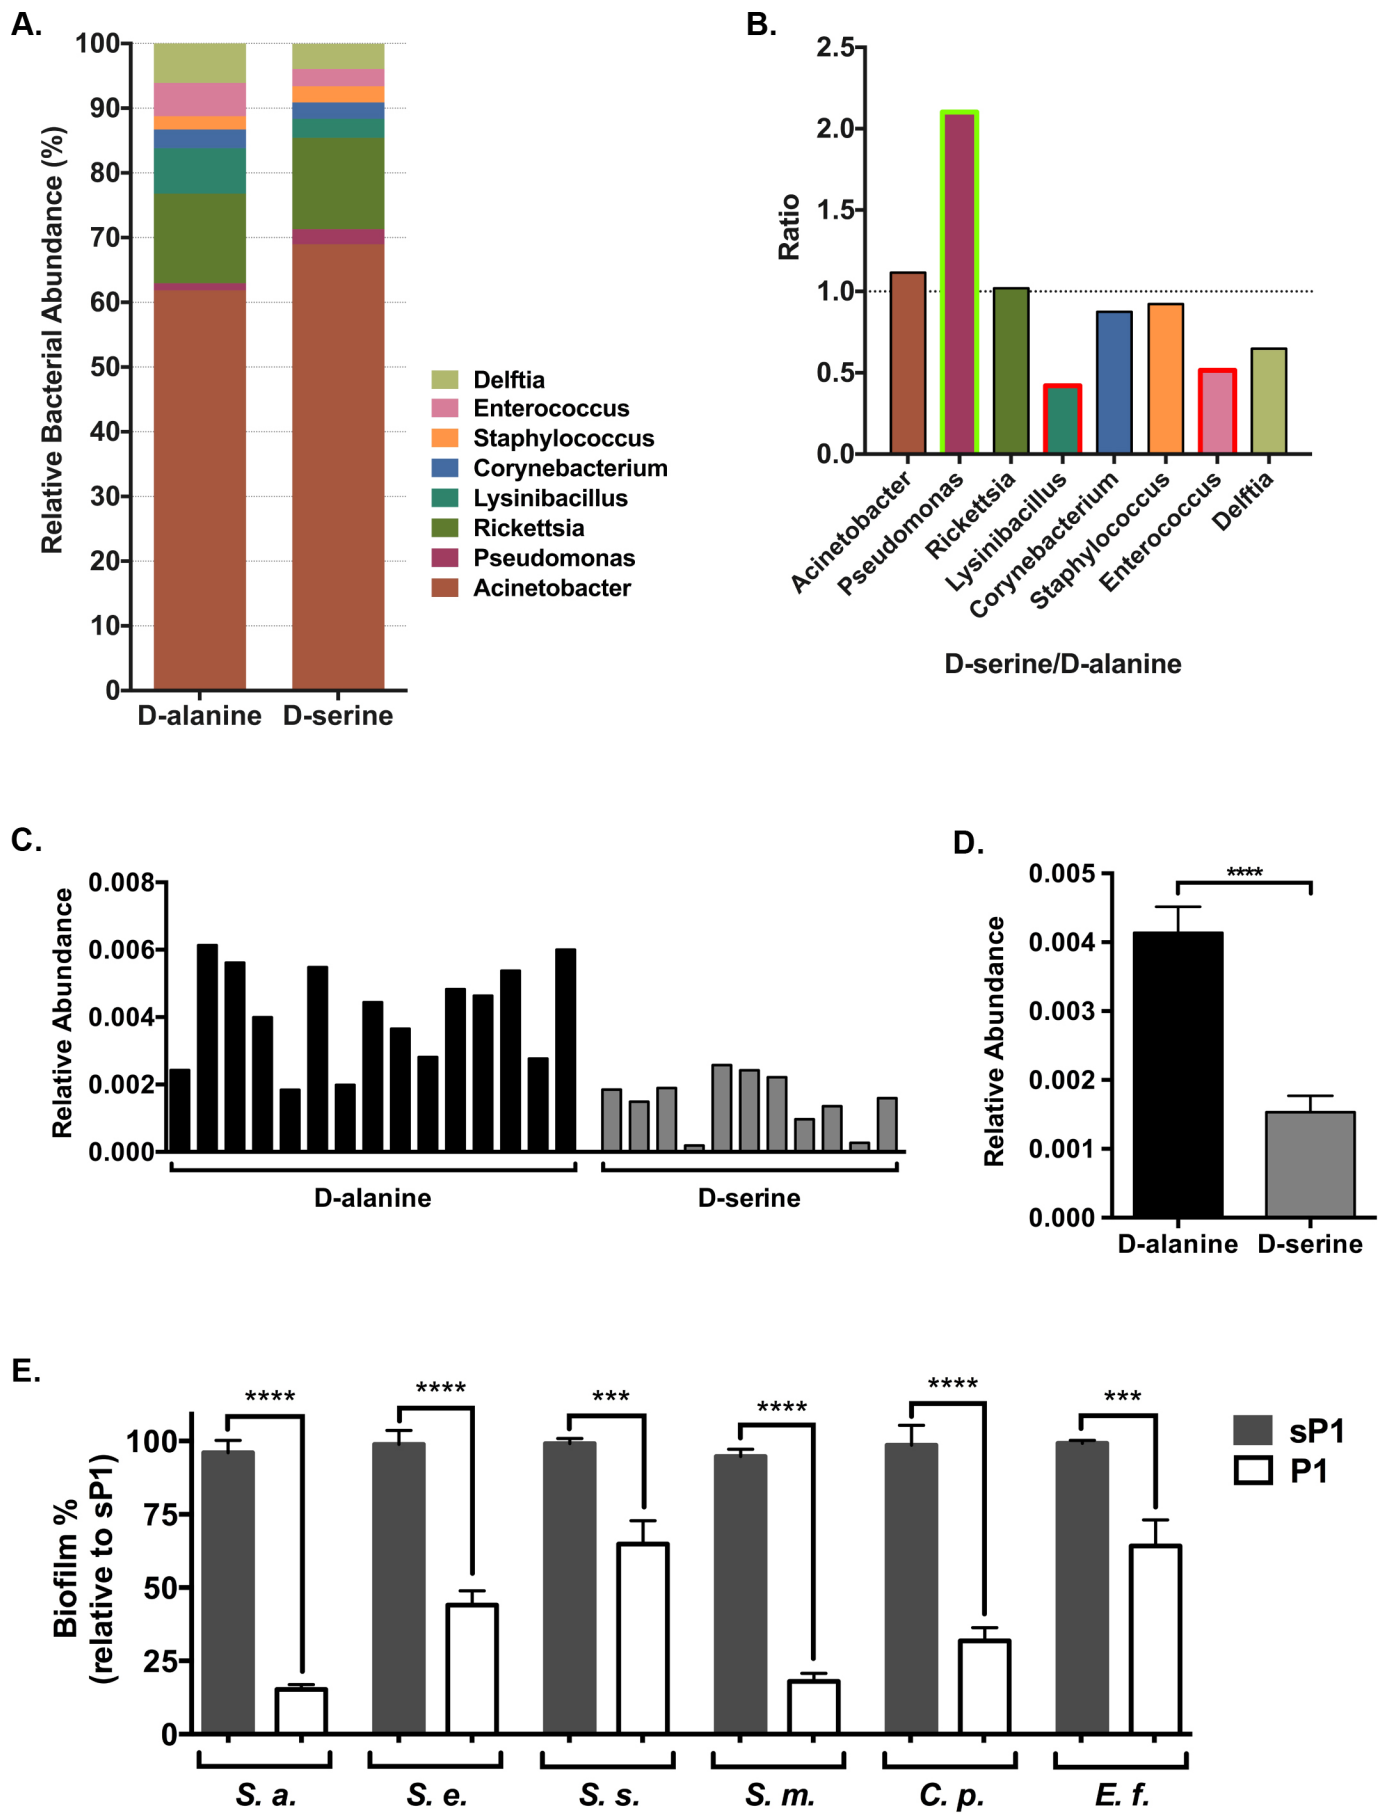 A.
Relative Bacterial Abundance (%)
100
90
80
70
60
50
40
30
20
10
0
D-alanine D-serine
Delftia
Enterococcus
Staphylococcus
Corynebacterium
Lysinibacillus
Rickettsia
Pseudomonas
Acinetobacter
B.
Ratio
2.5
2.0
1.5
1.0
0.5
0.0
Acinetobacter
Pseudomonas
Rickettsia
Lysinibacillus
Corynebacterium
Staphylococcus
Enterococcus
Delftia
D-serine/D-alanine
C.
Relative Abundance
0.008
0.006
0.004
0.002
0.000
D-alanine D-serine
D.
Relative Abundance
0.005
0.004
0.003
0.002
0.001
0.000
****
D-alanine D-serine
E.
Biofilm %
(relative to sP1)
100
75
50
25
0
**** **** *** **** **** ***
sP1
P1
S. a. S. e. S. s. S. m. C. p. E. f.